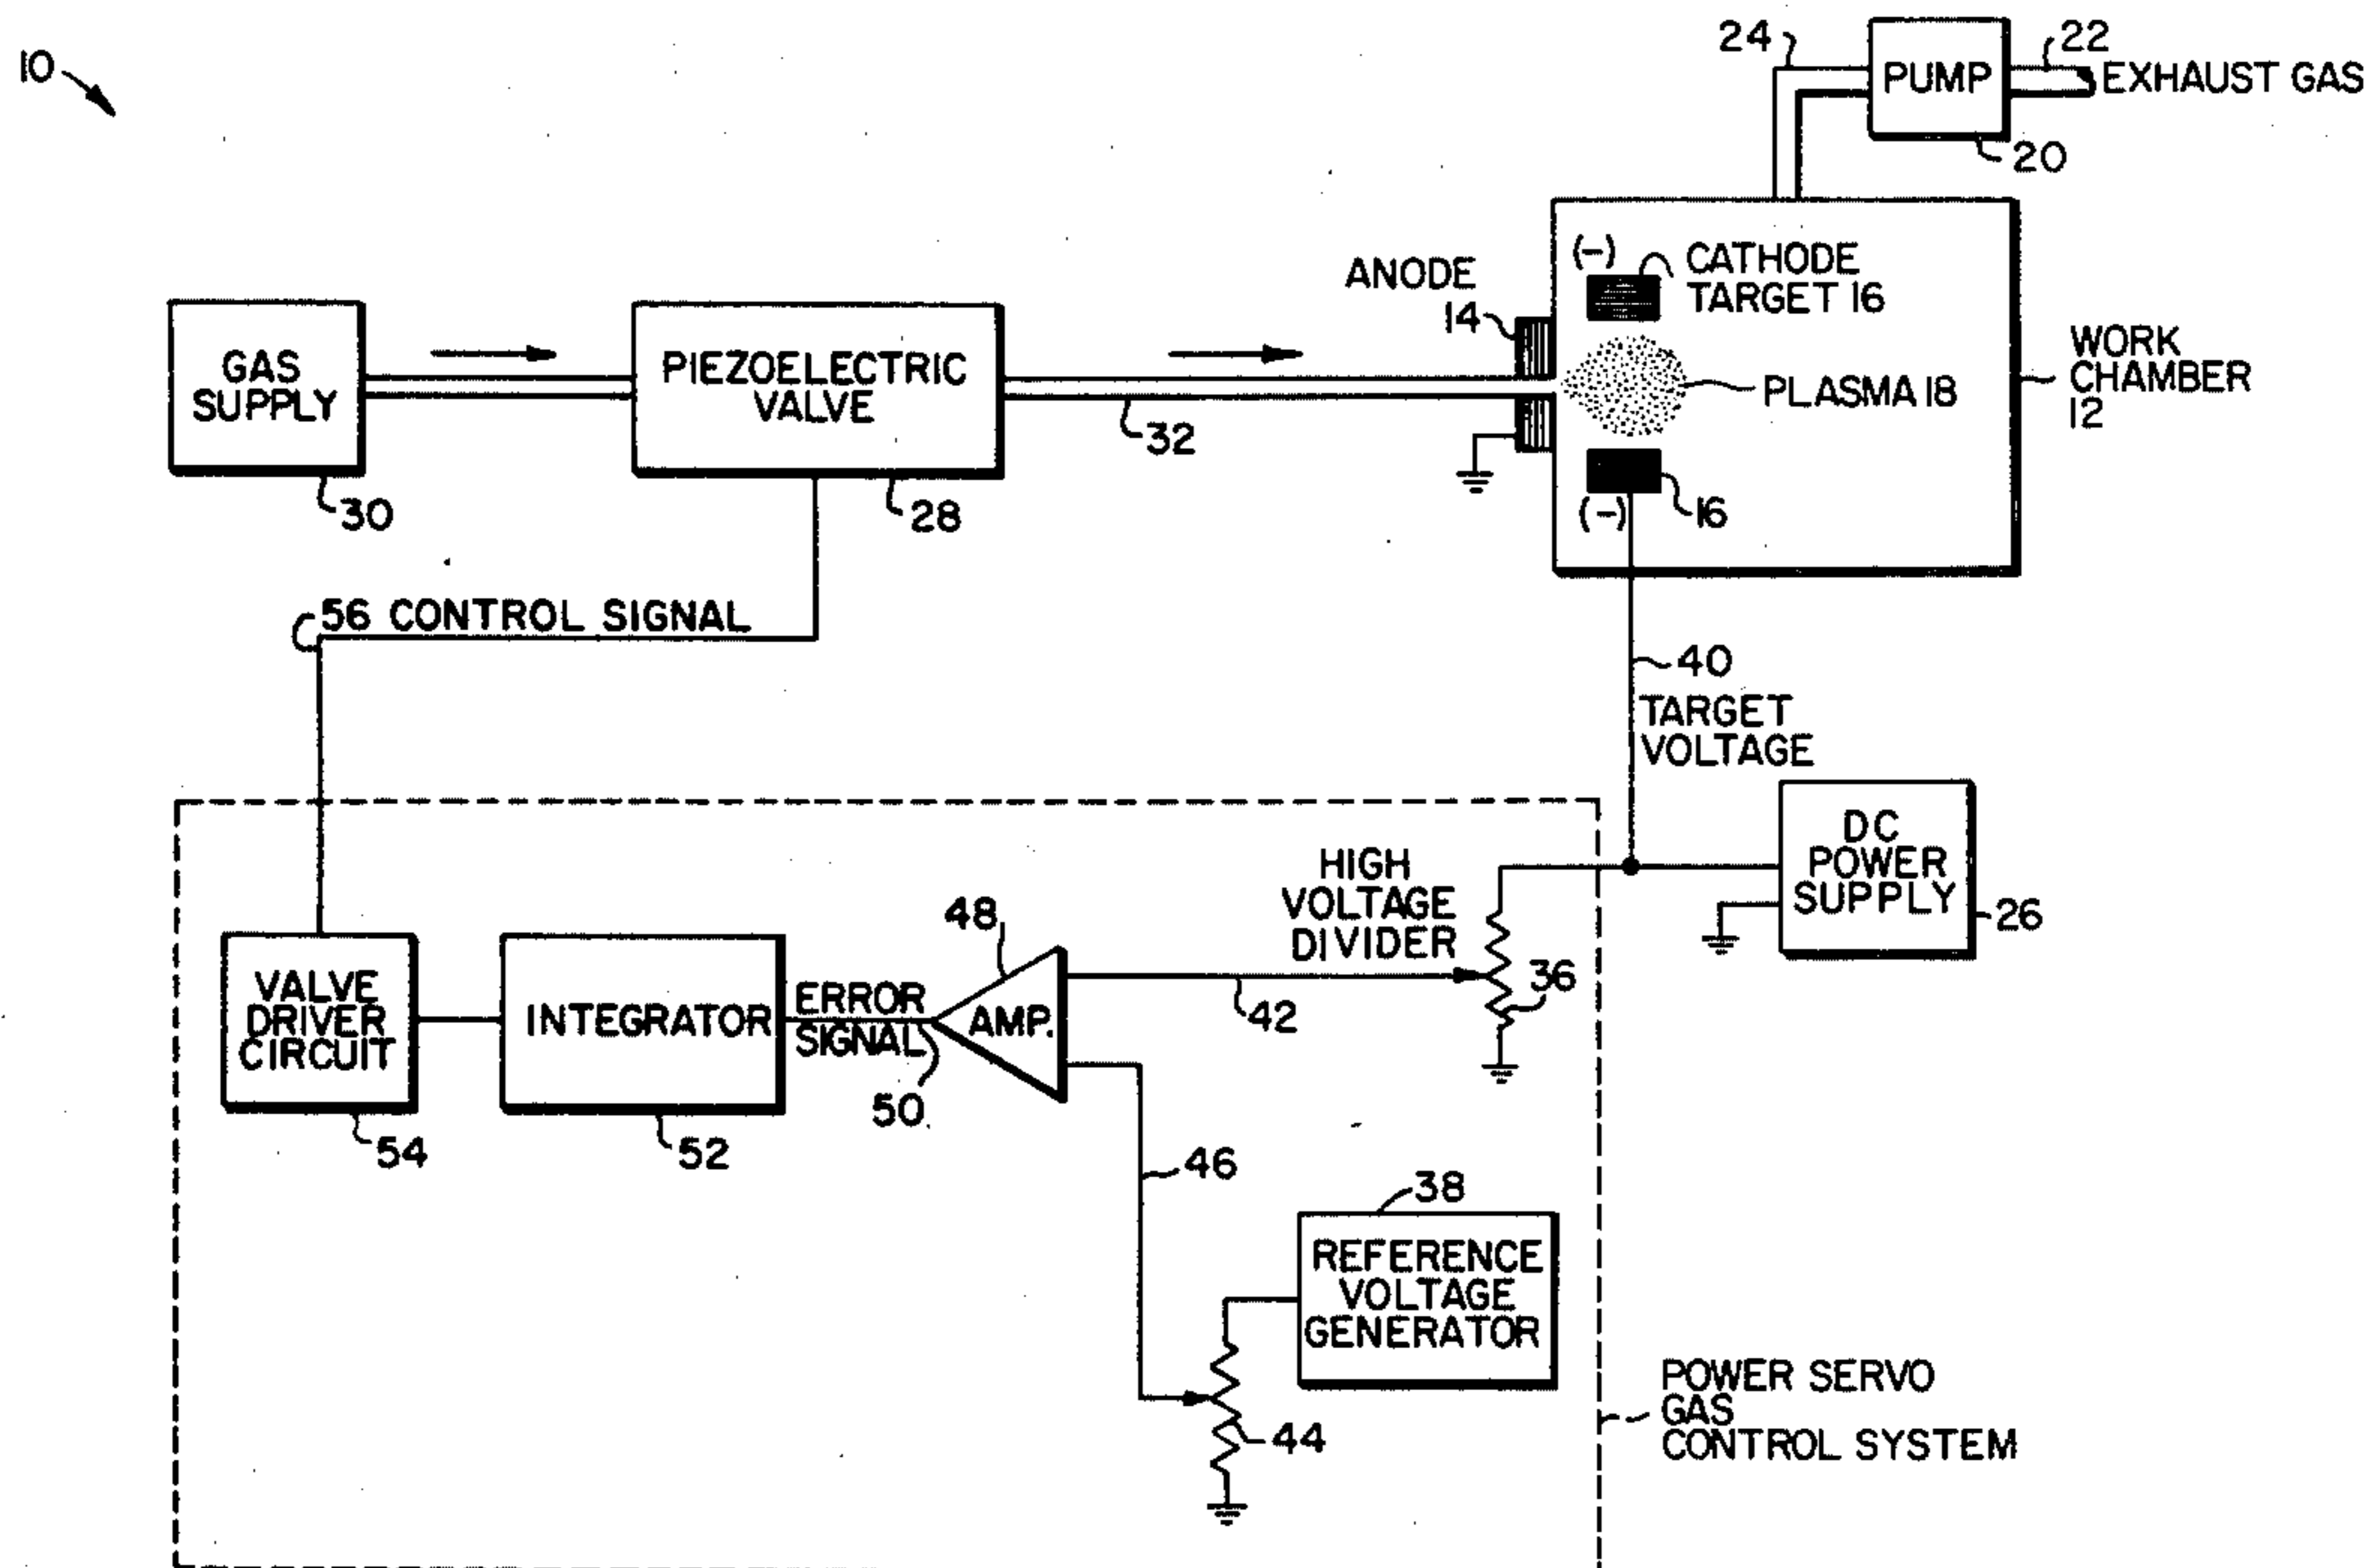 10
24
PUMP
22
EXHAUST GAS
20
ANODE
14
(-)
CATHODE
TARGET 16
GAS
SUPPLY
30
PIEZOELECTRIC
VALVE
28
32
PLASMA 18
WORK
CHAMBER
12
(-)
16
56 CONTROL SIGNAL
40
TARGET
VOLTAGE
DC
POWER
SUPPLY
26
HIGH
VOLTAGE
DIVIDER
36
48
AMP.
42
ERROR
SIGNAL
50
INTEGRATOR
52
VALVE
DRIVER
CIRCUIT
54
46
38
REFERENCE
VOLTAGE
GENERATOR
44
POWER SERVO
GAS
CONTROL SYSTEM